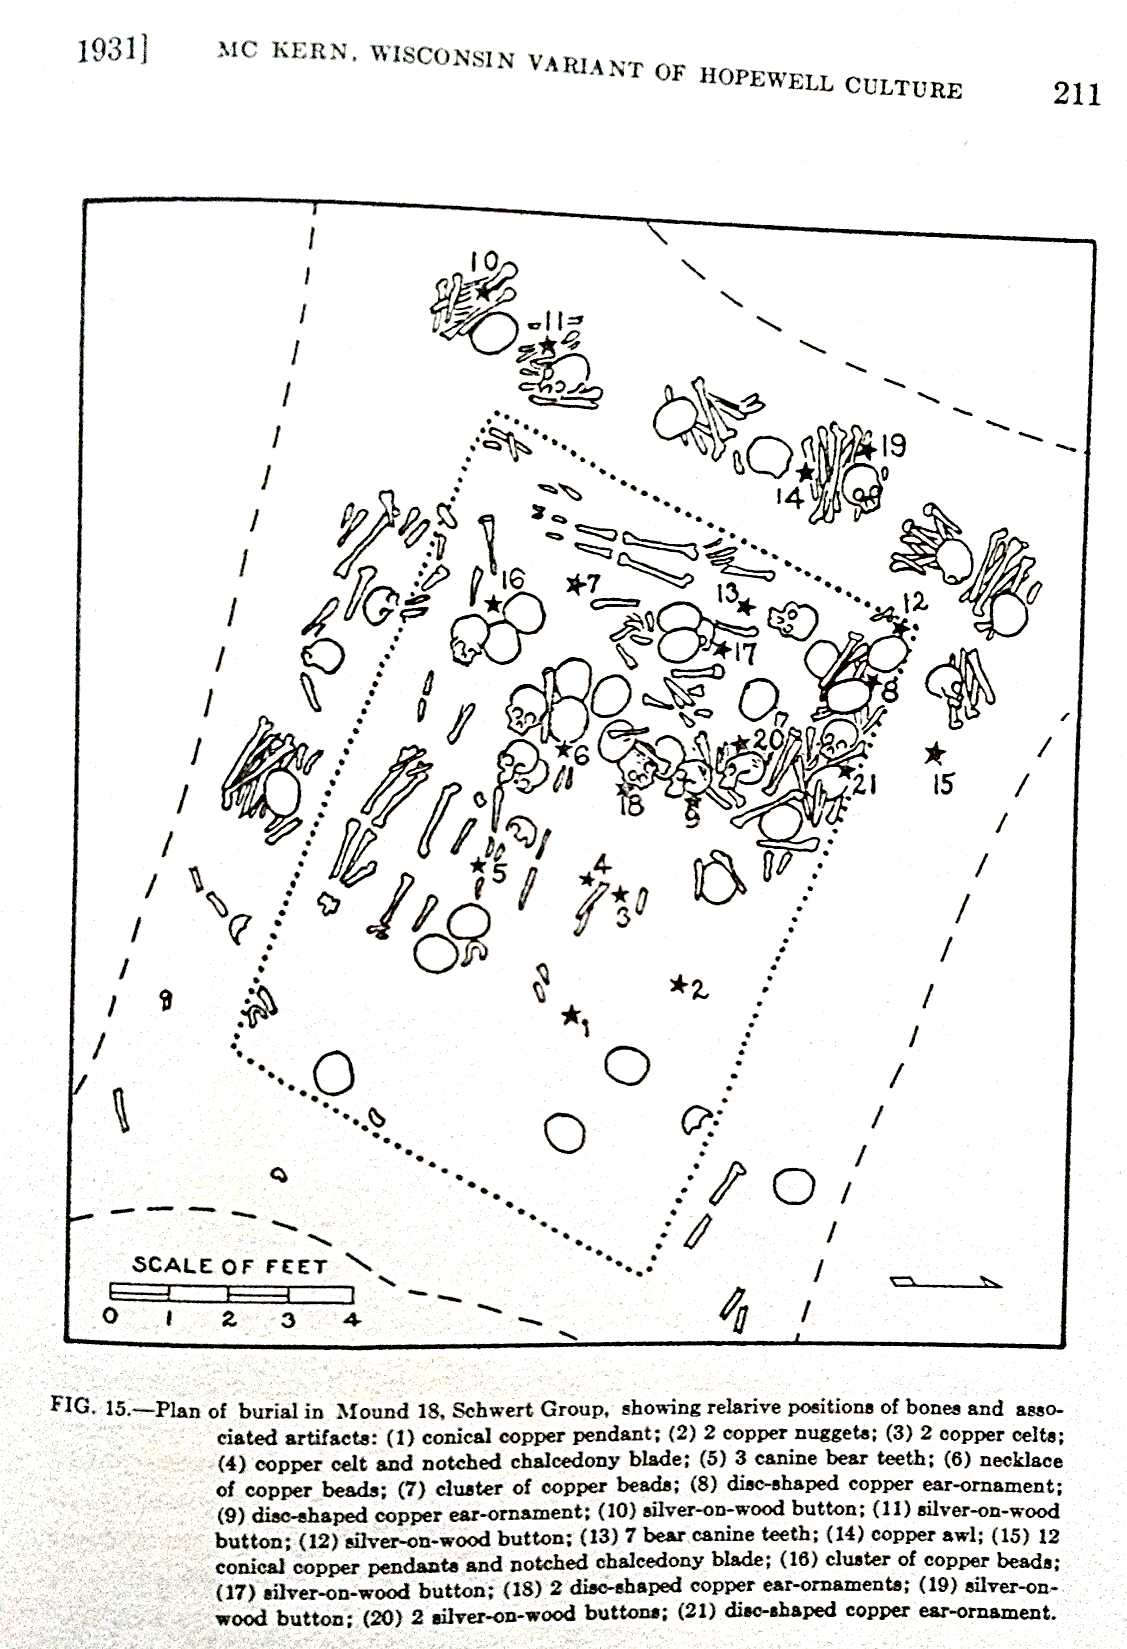 1931] MC KERN, WISCONSIN VARIANT OF HOPEWELL CULTURE 211
10
11
19
14
12
16
7
13
17
8
6
20
15
21
18
9
5
4
3
2
1
SCALE OF FEET
0 1 2 3 4
FIG. 15.—Plan of burial in Mound 18, Schwert Group, showing relarive positions of bones and asso-
ciated artifacts: (1) conical copper pendant; (2) 2 copper nuggets; (3) 2 copper celts;
(4) copper celt and notched chalcedony blade; (5) 3 canine bear teeth; (6) necklace
of copper beads; (7) cluster of copper beads; (8) disc-shaped copper ear-ornament;
(9) disc-shaped copper ear-ornament; (10) silver-on-wood button; (11) silver-on-wood
button; (12) silver-on-wood button; (13) 7 bear canine teeth; (14) copper awl; (15) 12
conical copper pendants and notched chalcedony blade; (16) cluster of copper beads;
(17) silver-on-wood button; (18) 2 disc-shaped copper ear-ornaments; (19) silver-on-
wood button; (20) 2 silver-on-wood buttons; (21) disc-shaped copper ear-ornament.